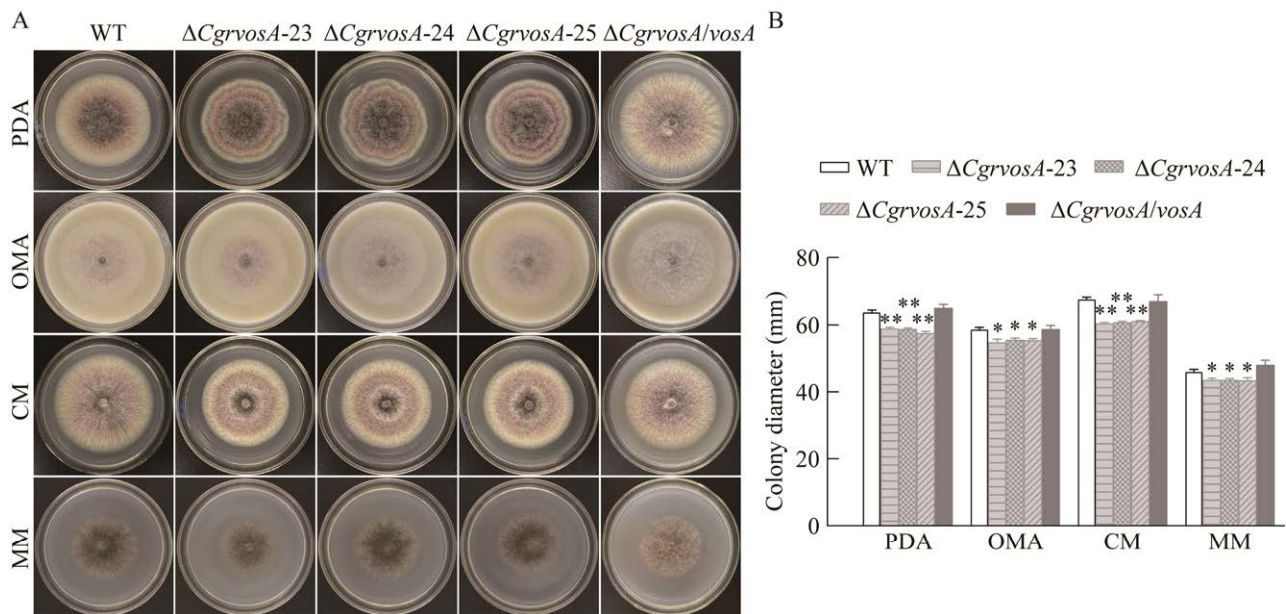 A
WT ΔCgrvosA-23 ΔCgrvosA-24 ΔCgrvosA-25 ΔCgrvosA/vosA
PDA
OMA
CM
MM
B
WT ΔCgrvosA-23 ΔCgrvosA-24
ΔCgrvosA-25 ΔCgrvosA/vosA
Colony diameter (mm)
80
60
40
20
0
** ** **
* * *
** ** **
* * *
PDA OMA CM MM